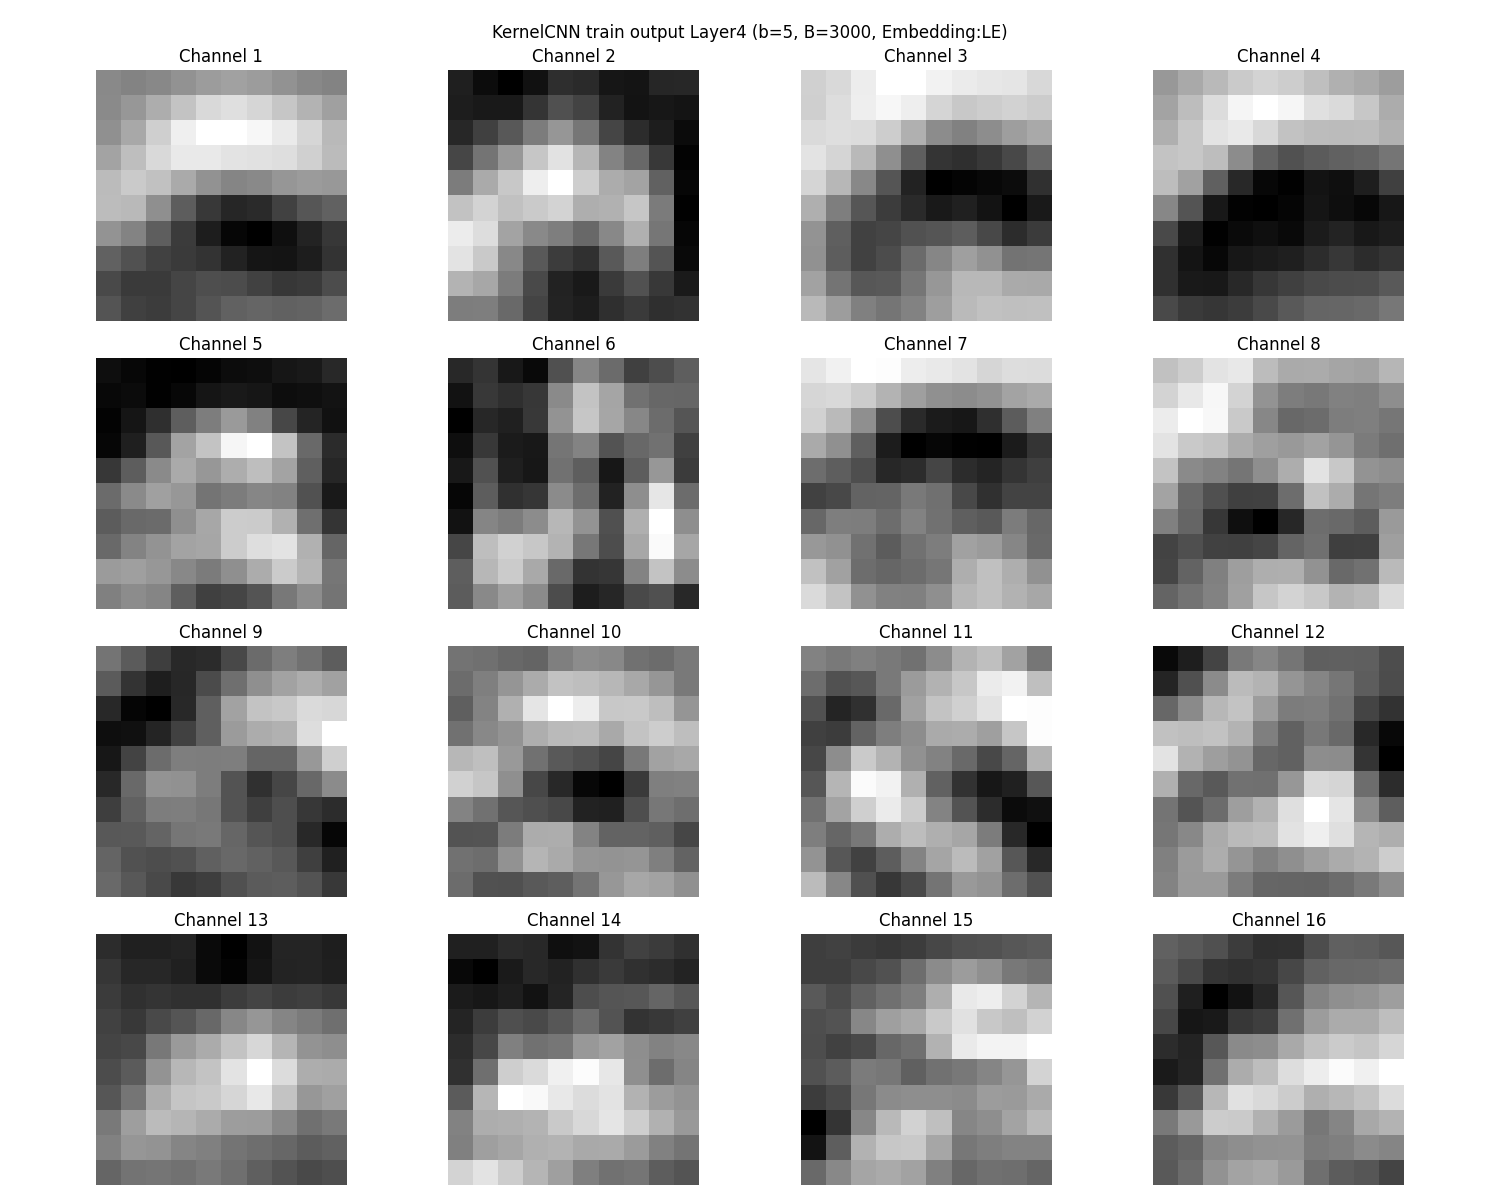 KernelCNN train output Layer4 (b=5, B=3000, Embedding:LE)
Channel 1
Channel 2
Channel 3
Channel 4
Channel 5
Channel 6
Channel 7
Channel 8
Channel 9
Channel 10
Channel 11
Channel 12
Channel 13
Channel 14
Channel 15
Channel 16